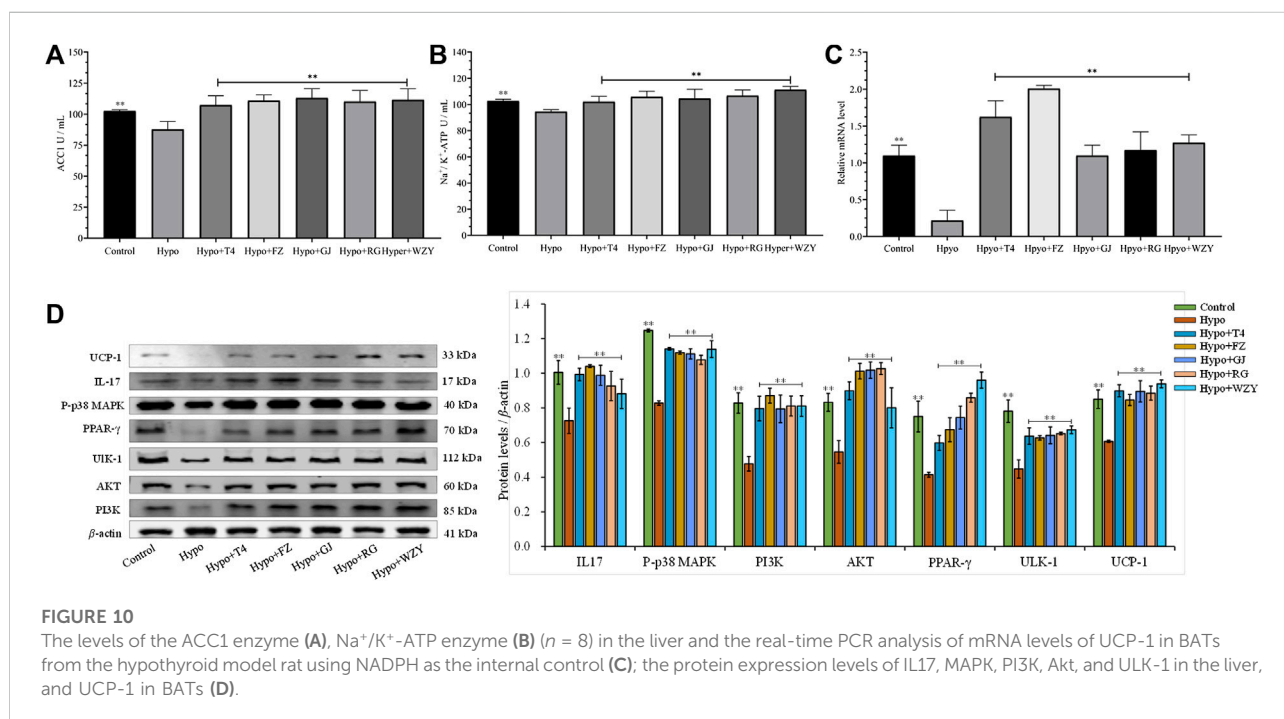 A
150
125
100
75
50
25
0
ACC1 U / mL
**
**
Control Hypo Hypo+T4 Hypo+FZ Hypo+GJ Hypo+RG Hyper+WZY
B
140
120
100
80
60
40
20
0
Na⁺/ K⁺-ATP U/mL
**
**
Control Hypo Hypo+T4 Hypo+FZ Hypo+GJ Hypo+RG Hyper+WZY
C
2.5
2.0
1.5
1.0
0.5
0.0
Relative mRNA level
**
**
Control Hpyo Hpyo+T4 Hpyo+FZ Hpyo+GJ Hpyo+RG Hpyo+WZY
D
UCP-1 33 kDa
IL-17 17 kDa
P-p38 MAPK 40 kDa
PPAR-γ 70 kDa
UlK-1 112 kDa
AKT 60 kDa
PI3K 85 kDa
β-actin 41 kDa
Control Hypo Hypo+T4 Hypo+FZ Hypo+GJ Hypo+RG Hypo+WZY
1.4
1.2
1.0
0.8
0.6
0.4
0.2
0.0
Protein levels / β-actin
** **
** **
** **
** **
** **
** **
** **
IL17 P-p38 MAPK PI3K AKT PPAR-γ ULK-1 UCP-1
Control
Hypo
Hypo+T4
Hypo+FZ
Hypo+GJ
Hypo+RG
Hypo+WZY
FIGURE 10
The levels of the ACC1 enzyme (A), Na⁺/K⁺-ATP enzyme (B) (n = 8) in the liver and the real-time PCR analysis of mRNA levels of UCP-1 in BATs
from the hypothyroid model rat using NADPH as the internal control (C); the protein expression levels of IL17, MAPK, PI3K, Akt, and ULK-1 in the liver,
and UCP-1 in BATs (D).